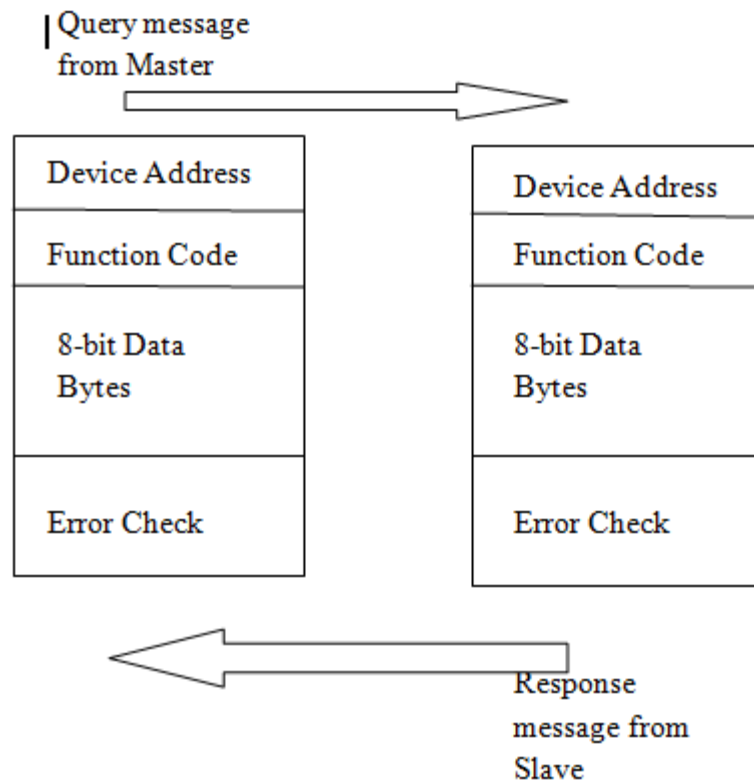 Query message
from Master
Device Address
Function Code
8-bit Data
Bytes
Error Check
Device Address
Function Code
8-bit Data
Bytes
Error Check
Response
message from
Slave